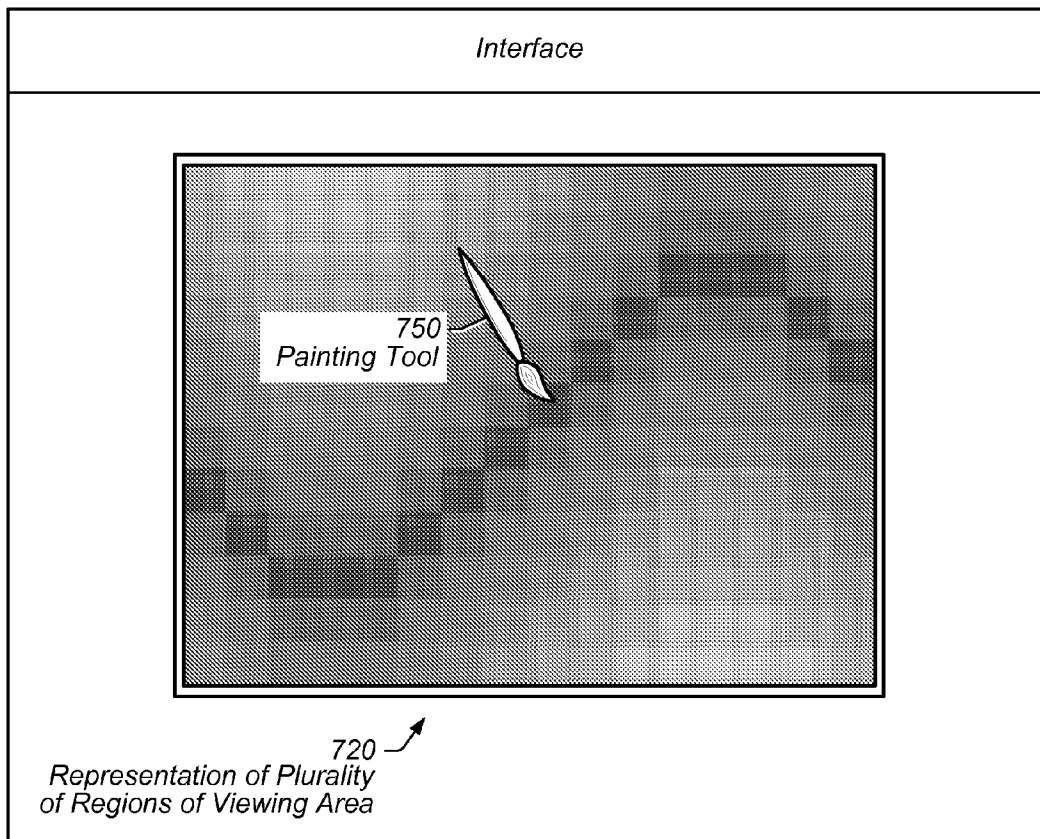 Interface
750
Painting Tool
720
Representation of Plurality
of Regions of Viewing Area